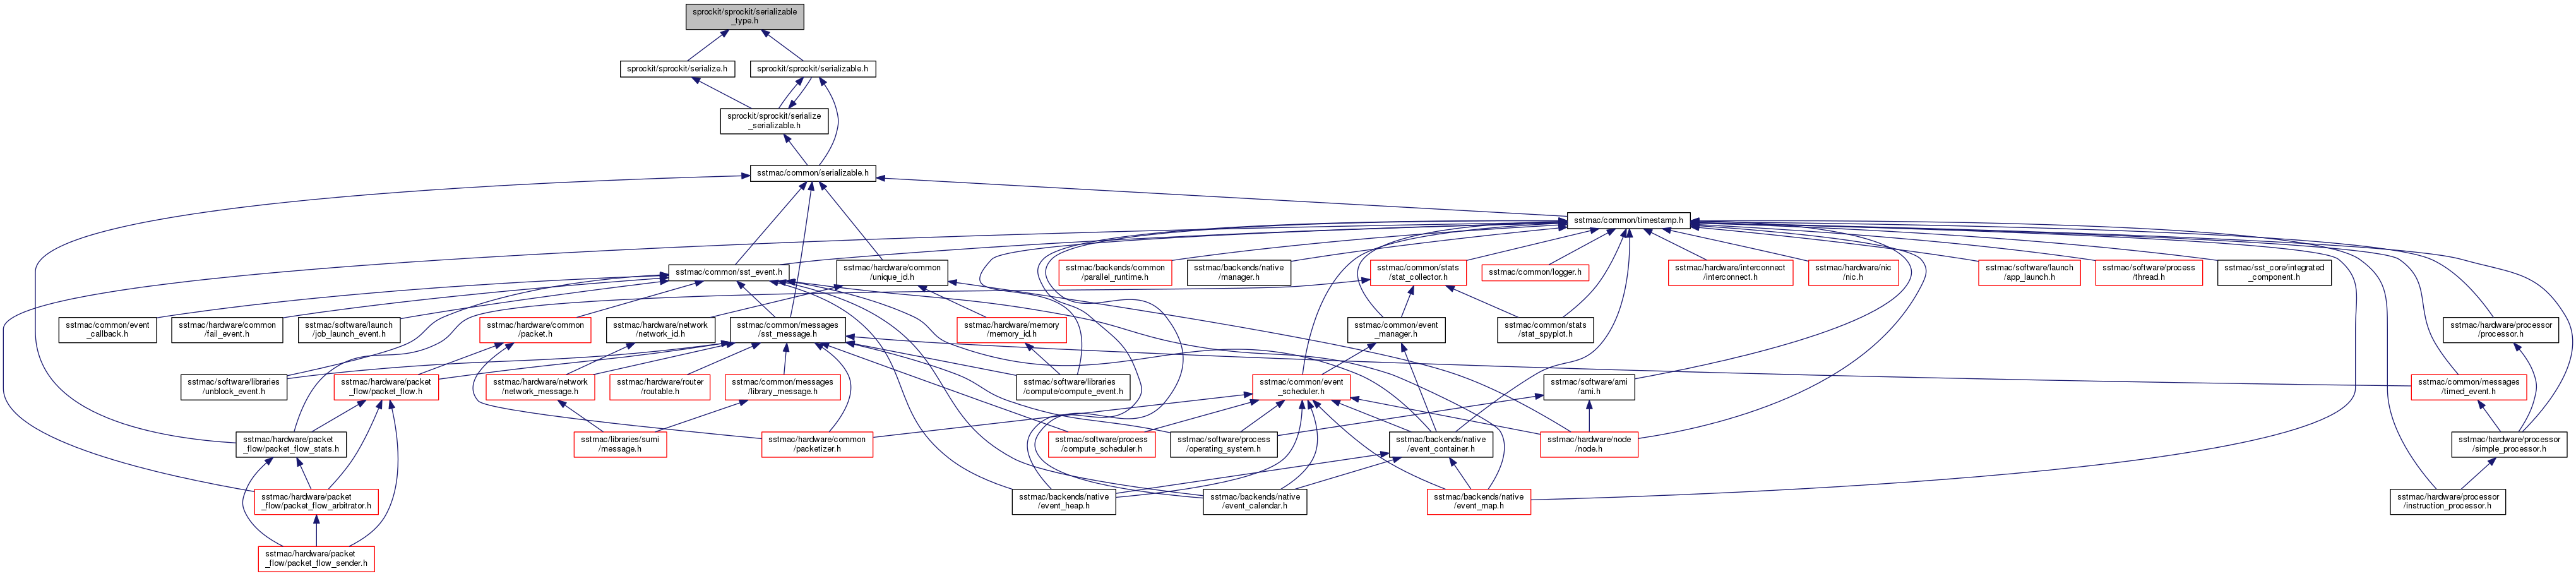 sprockit/sprockit/serializable
_type.h
sprockit/sprockit/serialize.h
sprockit/sprockit/serializable.h
sprockit/sprockit/serialize
_serializable.h
sstmac/common/serializable.h
sstmac/common/timestamp.h
sstmac/common/sst_event.h
sstmac/hardware/common
/unique_id.h
sstmac/backends/common
/parallel_runtime.h
sstmac/backends/native
/manager.h
sstmac/common/stats
/stat_collector.h
sstmac/common/logger.h
sstmac/hardware/interconnect
/interconnect.h
sstmac/hardware/nic
/nic.h
sstmac/software/launch
/app_launch.h
sstmac/software/process
/thread.h
sstmac/sst_core/integrated
_component.h
sstmac/common/event
_callback.h
sstmac/hardware/common
/fail_event.h
sstmac/software/launch
/job_launch_event.h
sstmac/hardware/common
/packet.h
sstmac/hardware/network
/network_id.h
sstmac/common/messages
/sst_message.h
sstmac/hardware/memory
/memory_id.h
sstmac/common/event
_manager.h
sstmac/common/stats
/stat_spyplot.h
sstmac/hardware/processor
/processor.h
sstmac/software/libraries
/unblock_event.h
sstmac/hardware/packet
_flow/packet_flow.h
sstmac/hardware/network
/network_message.h
sstmac/hardware/router
/routable.h
sstmac/common/messages
/library_message.h
sstmac/software/libraries
/compute/compute_event.h
sstmac/common/event
_scheduler.h
sstmac/software/ami
/ami.h
sstmac/common/messages
/timed_event.h
sstmac/hardware/packet
_flow/packet_flow_stats.h
sstmac/libraries/sumi
/message.h
sstmac/hardware/common
/packetizer.h
sstmac/software/process
/compute_scheduler.h
sstmac/software/process
/operating_system.h
sstmac/backends/native
/event_container.h
sstmac/hardware/node
/node.h
sstmac/hardware/processor
/simple_processor.h
sstmac/hardware/packet
_flow/packet_flow_arbitrator.h
sstmac/backends/native
/event_heap.h
sstmac/backends/native
/event_calendar.h
sstmac/backends/native
/event_map.h
sstmac/hardware/processor
/instruction_processor.h
sstmac/hardware/packet
_flow/packet_flow_sender.h